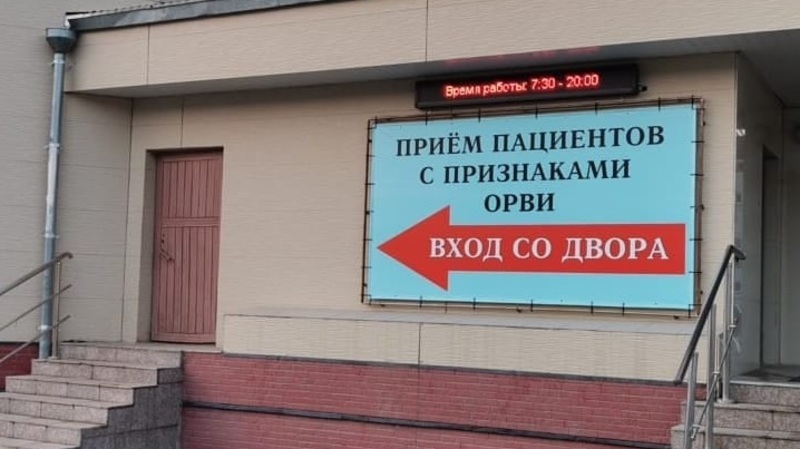 Время работы: 7:30 - 20:00
ПРИЁМ ПАЦИЕНТОВ
С ПРИЗНАКАМИ
ОРВИ
ВХОД СО ДВОРА